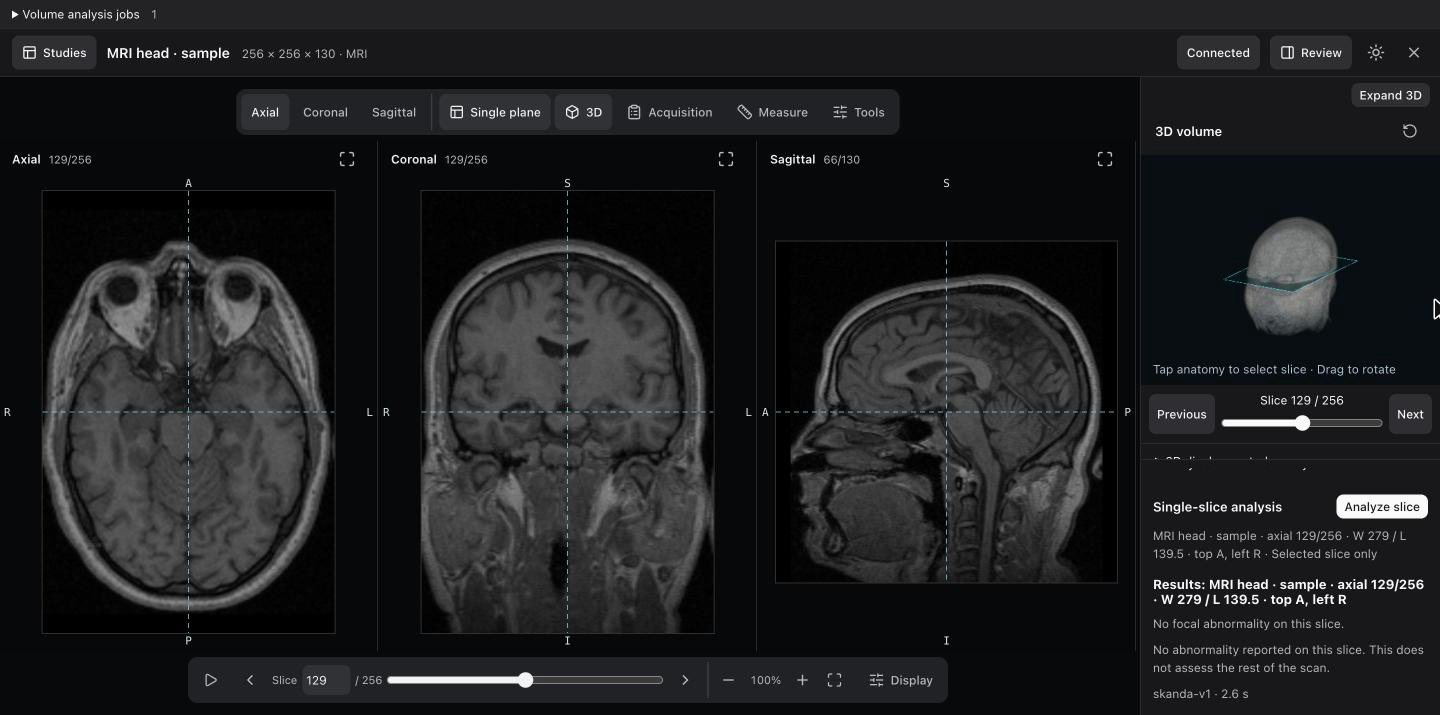 Volume analysis jobs 1
Studies MRI head · sample 256 × 256 × 130 · MRI Connected Review
Axial Coronal Sagittal Single plane 3D Acquisition Measure Tools
Axial 129/256
A
R
L
P
Coronal 129/256
S
R
L
I
Sagittal 66/130
S
A
P
I
Slice 129 / 256 100% Display
Expand 3D
3D volume
Tap anatomy to select slice · Drag to rotate
Previous Slice 129 / 256 Next
Single-slice analysis Analyze slice
MRI head · sample · axial 129/256 · W 279 / L
139.5 · top A, left R · Selected slice only
Results: MRI head · sample · axial 129/256
· W 279 / L 139.5 · top A, left R
No focal abnormality on this slice.
No abnormality reported on this slice. This does
not assess the rest of the scan.
skanda-v1 · 2.6 s